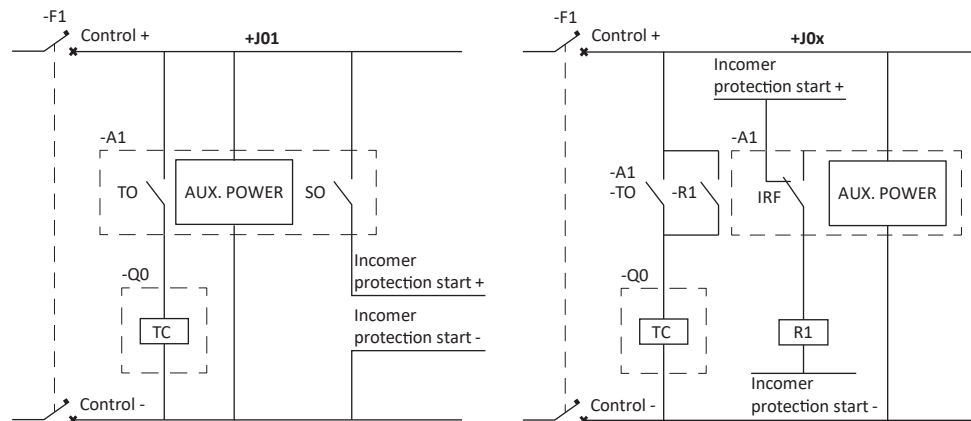 -F1
Control +
+J01
-A1
TO
AUX. POWER
SO
Incomer
protection start +
-Q0
Incomer
protection start -
TC
Control -
-F1
Control +
+J0x
Incomer
protection start +
-A1
-A1
-TO
-R1
IRF
AUX. POWER
-Q0
TC
R1
Incomer
protection start -
Control -